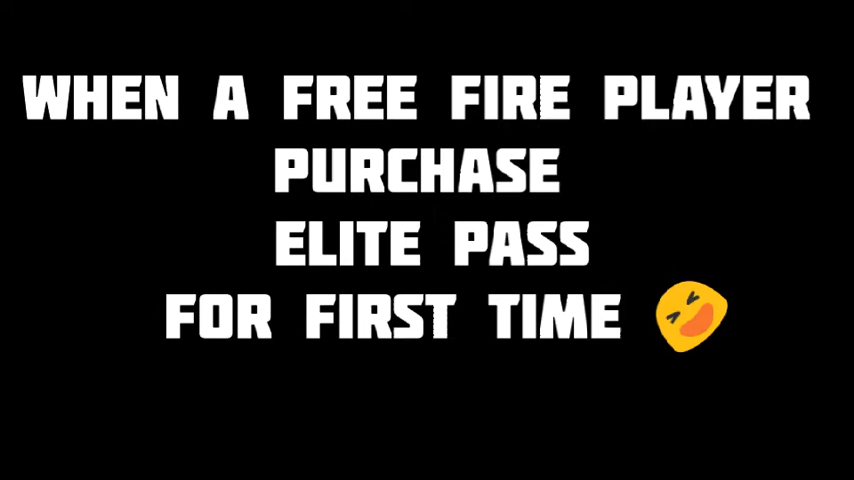 WHEN A FREE FIRE PLAYER
PURCHASE
ELITE PASS
FOR FIRST TIME 🤣